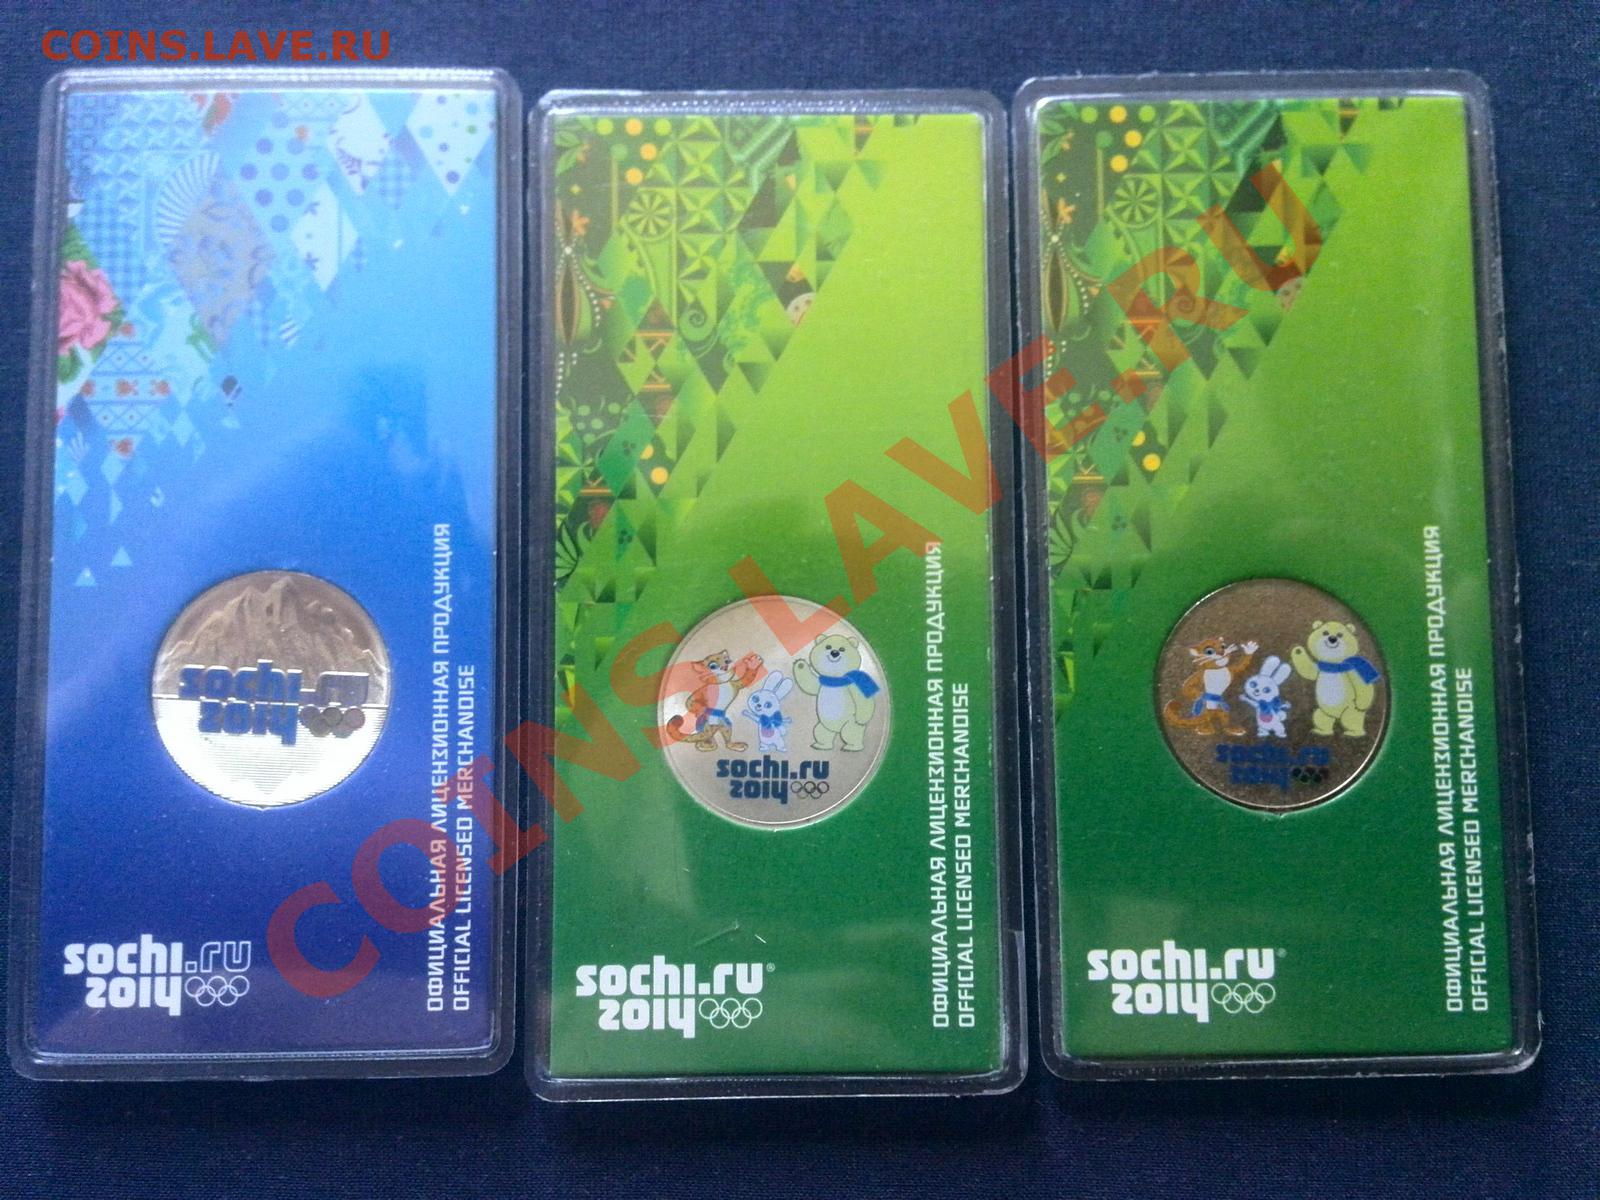 COINS.LAVE.RU
sochi.ru
2014
ОФИЦИАЛЬНАЯ ЛИЦЕНЗИОННАЯ ПРОДУКЦИЯ
OFFICIAL LICENSED MERCHANDISE
sochi.ru
2014
sochi.ru
2014
ОФИЦИАЛЬНАЯ ЛИЦЕНЗИОННАЯ ПРОДУКЦИЯ
OFFICIAL LICENSED MERCHANDISE
sochi.ru®
2014
sochi.ru
2014
ОФИЦИАЛЬНАЯ ЛИЦЕНЗИОННАЯ ПРОДУКЦИЯ
OFFICIAL LICENSED MERCHANDISE
sochi.ru®
2014
COINS.LAVE.RU